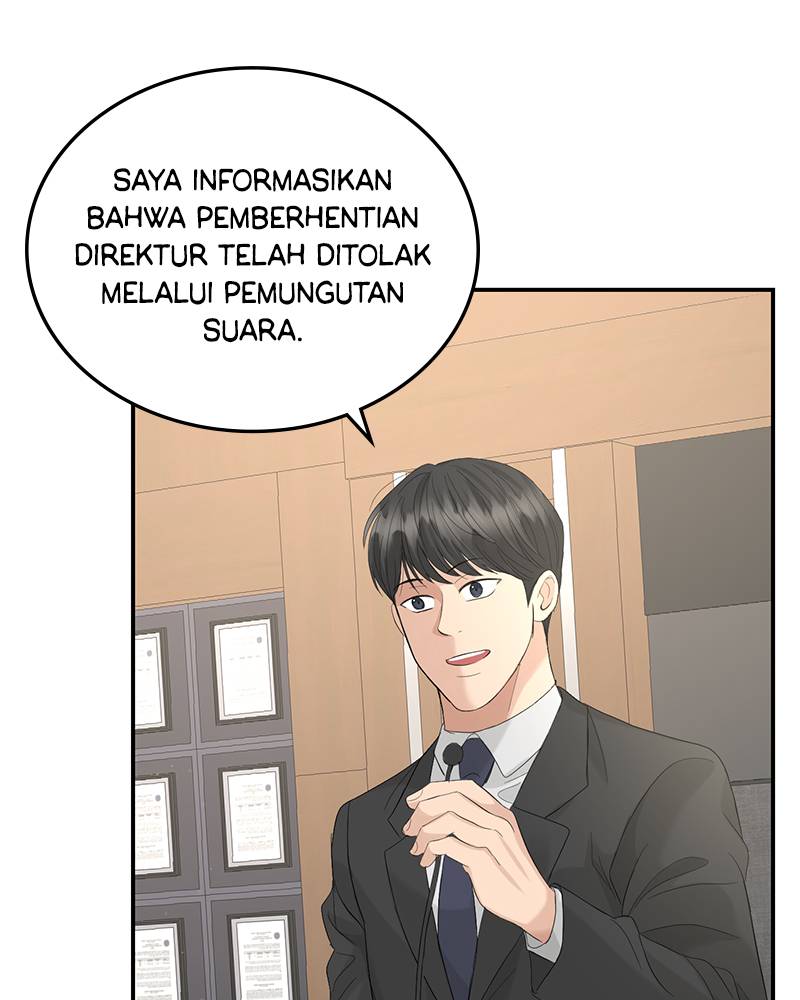 SAYA INFORMASIKAN
BAHWA PEMBERHENTIAN
DIREKTUR TELAH DITOLAK
MELALUI PEMUNGUTAN
SUARA.